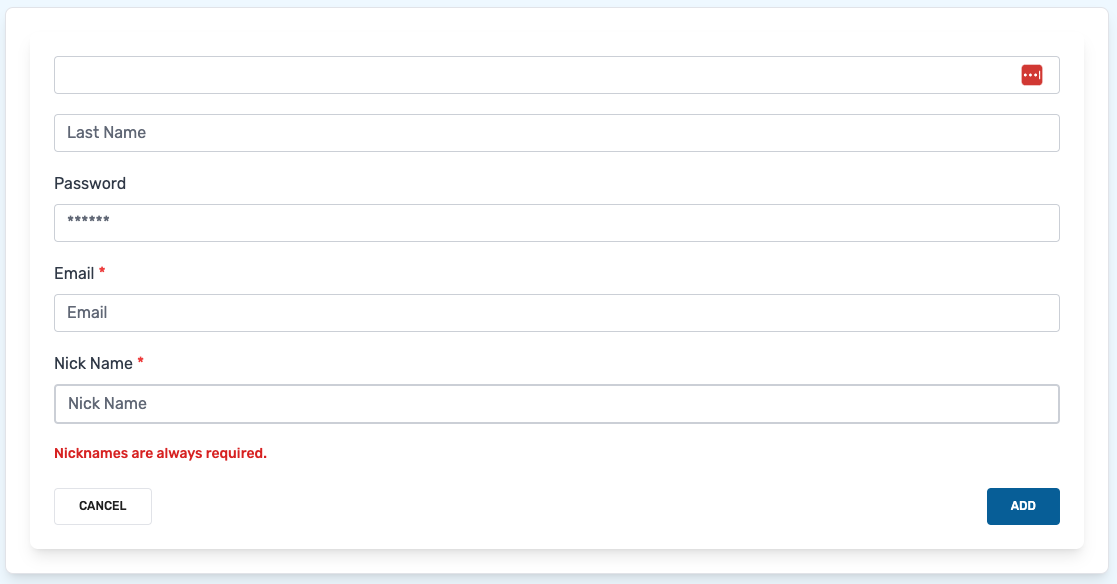 Last Name
Password
******
Email *
Email
Nick Name *
Nick Name
Nicknames are always required.
CANCEL
ADD